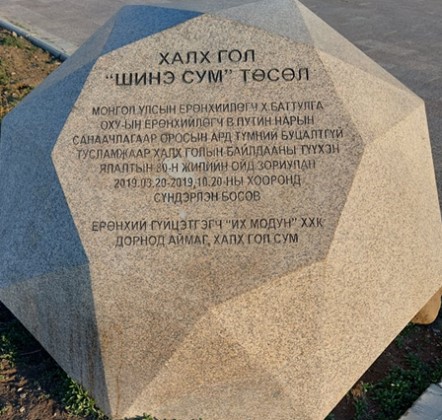 ХАЛХ ГОЛ
“ШИНЭ СУМ” ТӨСӨЛ
МОНГОЛ УЛСЫН ЕРӨНХИЙЛӨГЧ Х.БАТТУЛГА
ОХУ-ЫН ЕРӨНХИЙЛӨГЧ В.ПУТИН НАРЫН
САНААЧЛАГААР ОРОСЫН АРД ТҮМНИЙ БУЦАЛТГҮЙ
ТУСЛАМЖААР ХАЛХ ГОЛЫН БАЙЛДААНЫ ТҮҮХЭН
ЯЛАЛТЫН 80-Н ЖИЛИЙН ОЙД ЗОРИУЛАН
2019.03.20-2019.10.20-НЫ ХООРОНД
СҮНДЭРЛЭН БОСОВ
ЕРӨНХИЙ ГҮЙЦЭТГЭГЧ “ИХ МОДУН” ХХК
ДОРНОД АЙМАГ, ХАЛХ ГОЛ СУМ